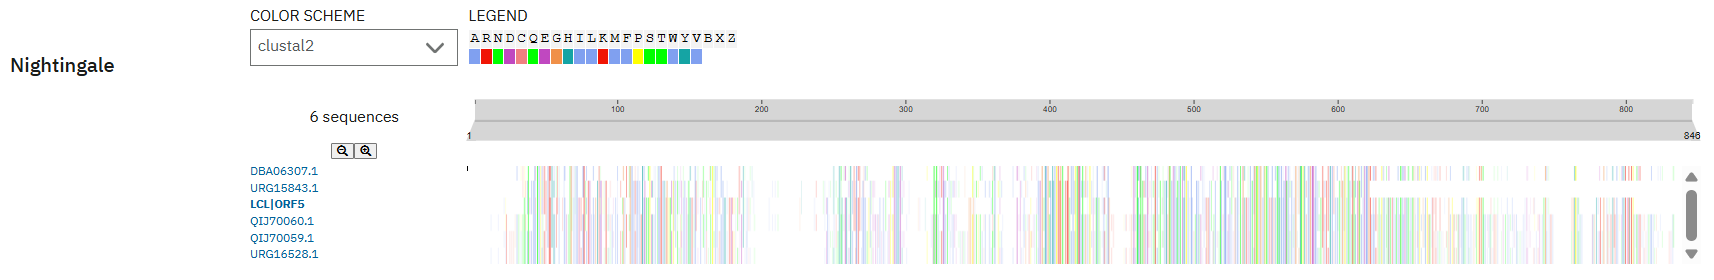 COLOR SCHEME
LEGEND
clustal2
ARNDCQEGHILKMFPSTWYVBXZ
Nightingale
100 200 300 400 500 600 700 800
6 sequences
1 846
DBA06307.1
URG15843.1
LCL|ORF5
QIJ70060.1
QIJ70059.1
URG16528.1